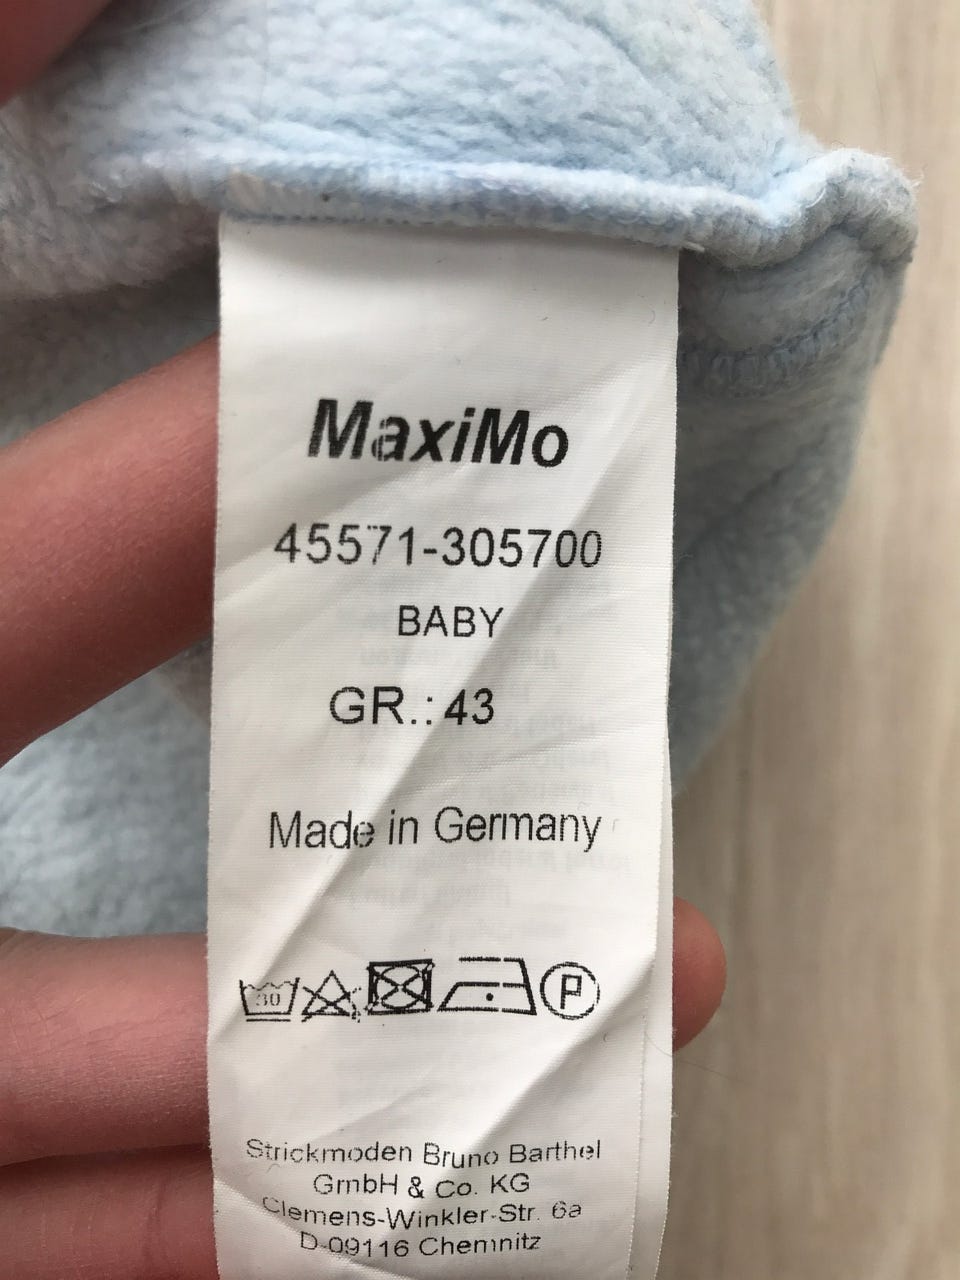 MaxiMo
45571-305700
BABY
GR.: 43
Made in Germany
30 P
Strickmoden Bruno Barthel
GmbH & Co. KG
Clemens-Winkler-Str. 6a
D-09116 Chemnitz